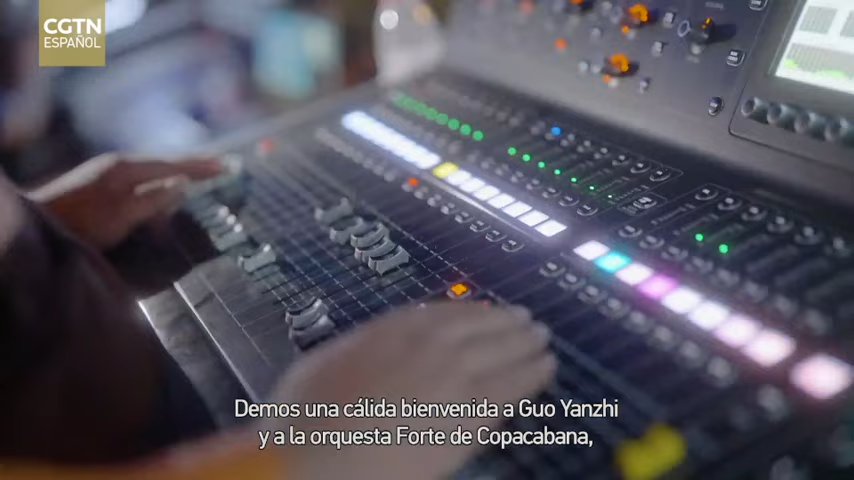 CGTN
ESPAÑOL
Demos una cálida bienvenida a Guo Yanzhi
y a la orquesta Forte de Copacabana,